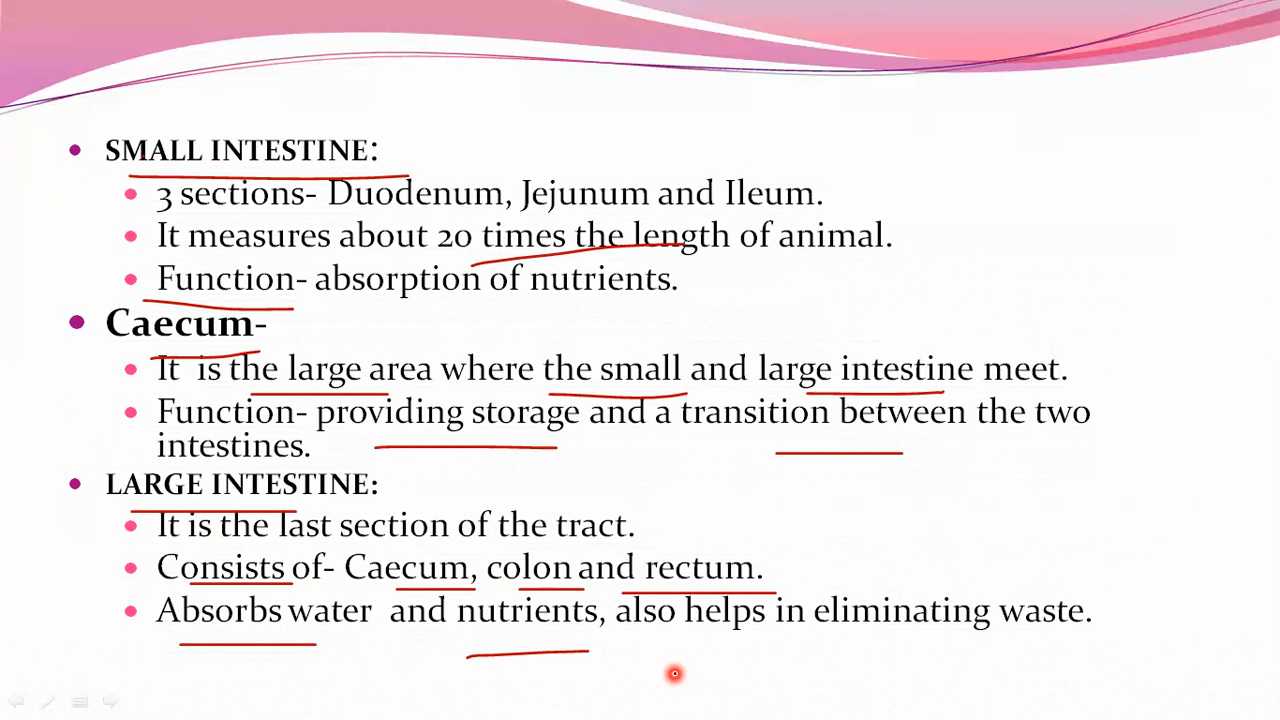 SMALL INTESTINE:
3 sections- Duodenum, Jejunum and Ileum.
It measures about 20 times the length of animal.
Function- absorption of nutrients.
Caecum-
It is the large area where the small and large intestine meet.
Function- providing storage and a transition between the two
intestines.
LARGE INTESTINE:
It is the last section of the tract.
Consists of- Caecum, colon and rectum.
Absorbs water and nutrients, also helps in eliminating waste.